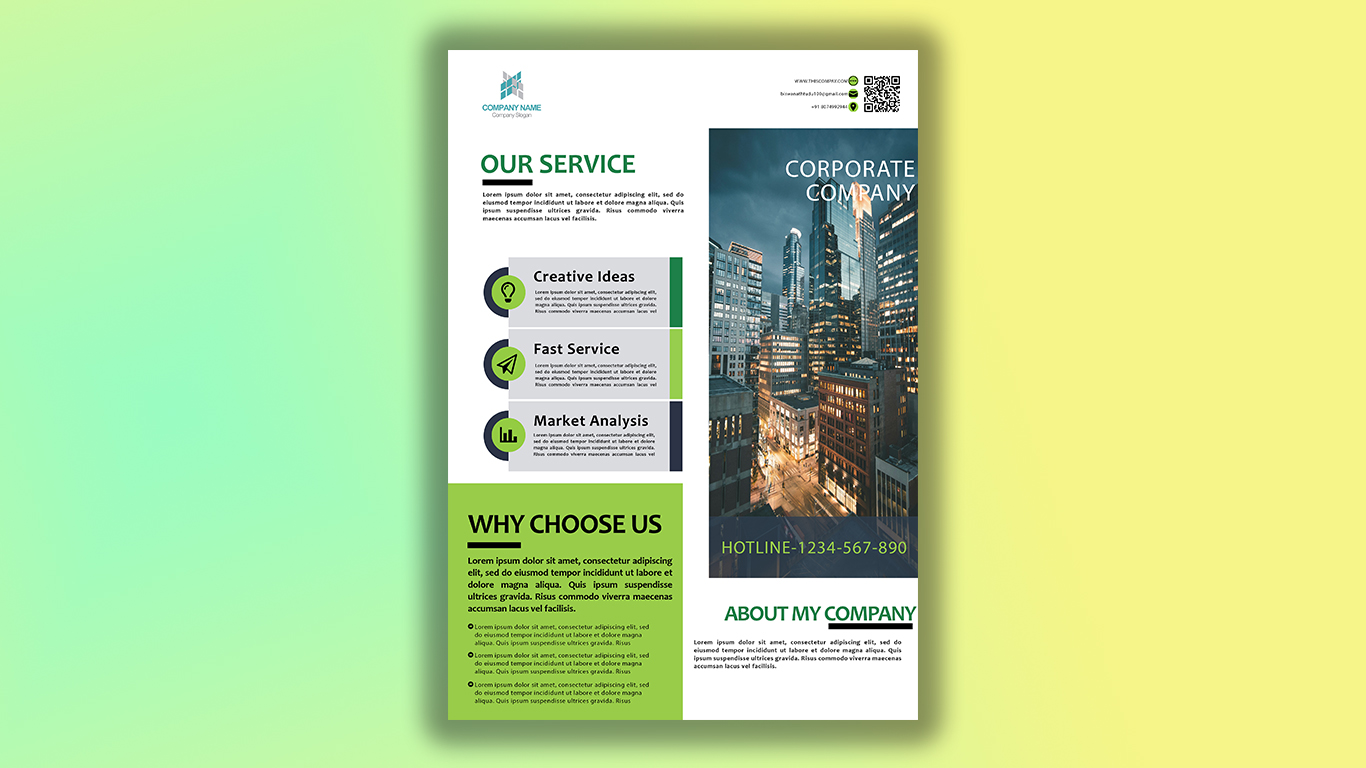 COMPANY NAME
Company Slogan
WWW.THISCOMPAY.COM
+91 8074992984
OUR SERVICE
Lorem ipsum dolor sit amet, consectetur adipiscing elit, sed do
eiusmod tempor incididunt ut labore et dolore magna aliqua. Quis
ipsum suspendisse ultrices gravida. Risus commodo viverra
maecenas accumsan lacus vel facilisis.
Creative Ideas
Lorem ipsum dolor sit amet, consectetur adipiscing elit,
sed do eiusmod tempor incididunt ut labore et dolore
magna aliqua. Quis ipsum suspendisse ultrices gravida.
Risus commodo viverra maecenas accumsan lacus vel
Fast Service
Lorem ipsum dolor sit amet, consectetur adipiscing elit,
sed do eiusmod tempor incididunt ut labore et dolore
magna aliqua. Quis ipsum suspendisse ultrices gravida.
Risus commodo viverra maecenas accumsan lacus vel
Market Analysis
Lorem ipsum dolor sit amet, consectetur adipiscing elit,
sed do eiusmod tempor incididunt ut labore et dolore
magna aliqua. Quis ipsum suspendisse ultrices gravida.
Risus commodo viverra maecenas accumsan lacus vel
WHY CHOOSE US
Lorem ipsum dolor sit amet, consectetur adipiscing
elit, sed do eiusmod tempor incididunt ut labore et
dolore magna aliqua. Quis ipsum suspendisse
ultrices gravida. Risus commodo viverra maecenas
accumsan lacus vel facilisis.
Lorem ipsum dolor sit amet, consectetur adipiscing elit, sed
do eiusmod tempor incididunt ut labore et dolore magna
aliqua. Quis ipsum suspendisse ultrices gravida. Risus
Lorem ipsum dolor sit amet, consectetur adipiscing elit, sed
do eiusmod tempor incididunt ut labore et dolore magna
aliqua. Quis ipsum suspendisse ultrices gravida. Risus
Lorem ipsum dolor sit amet, consectetur adipiscing elit, sed
do eiusmod tempor incididunt ut labore et dolore magna
aliqua. Quis ipsum suspendisse ultrices gravida. Risus
CORPORATE
COMPANY
HOTLINE-1234-567-890
ABOUT MY COMPANY
Lorem ipsum dolor sit amet, consectetur adipiscing elit, sed do
eiusmod tempor incididunt ut labore et dolore magna aliqua. Quis
ipsum suspendisse ultrices gravida. Risus commodo viverra maecenas
accumsan lacus vel facilisis.